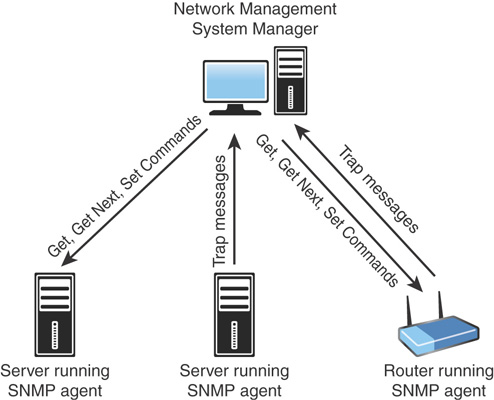 Network Management
System Manager
Get, Get Next, Set Commands
Trap messages
Get, Get Next, Set Commands
Trap messages
Server running
SNMP agent
Server running
SNMP agent
Router running
SNMP agent